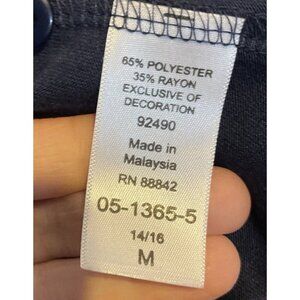 65% POLYESTER
35% RAYON
EXCLUSIVE OF
DECORATION
92490
Made in
Malaysia
RN 88842
05-1365-5
14/16
M